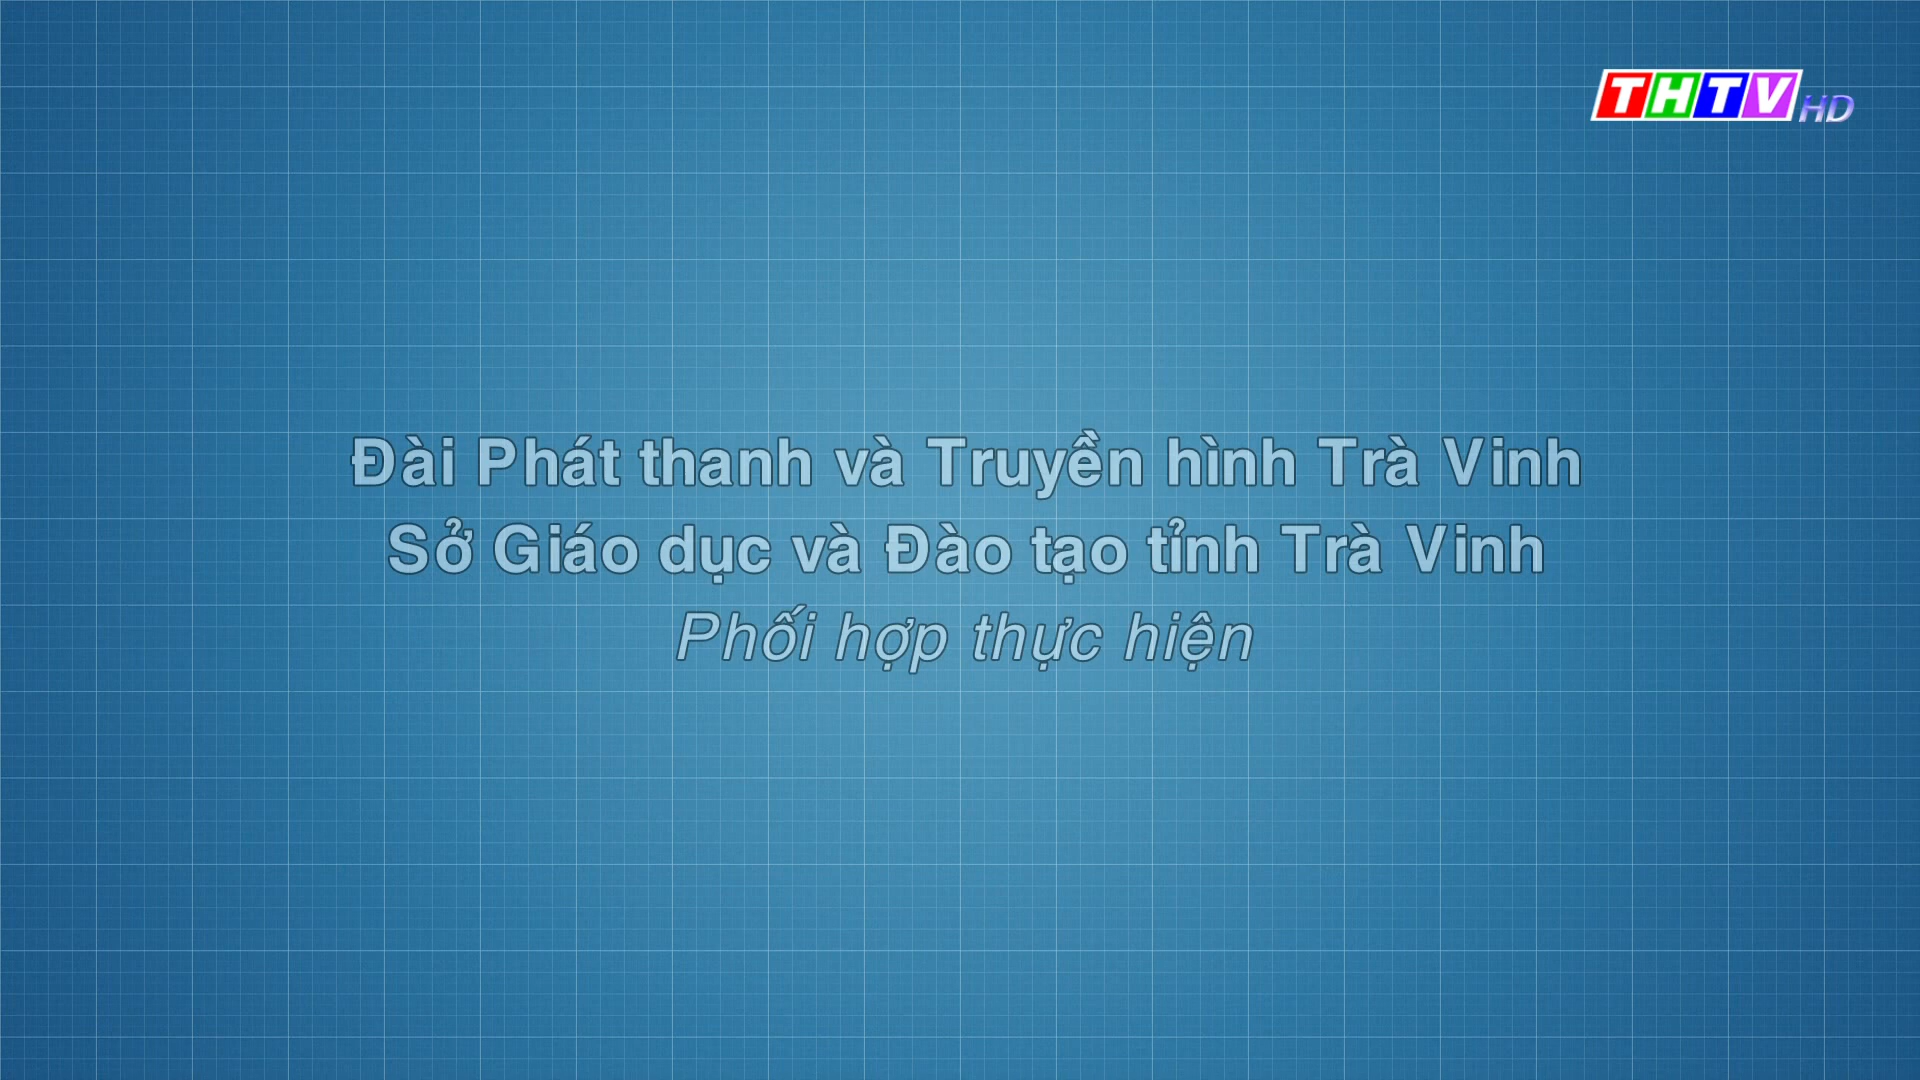 THTV HD
Đài Phát thanh và Truyền hình Trà Vinh
Sở Giáo dục và Đào tạo tỉnh Trà Vinh
Phối hợp thực hiện